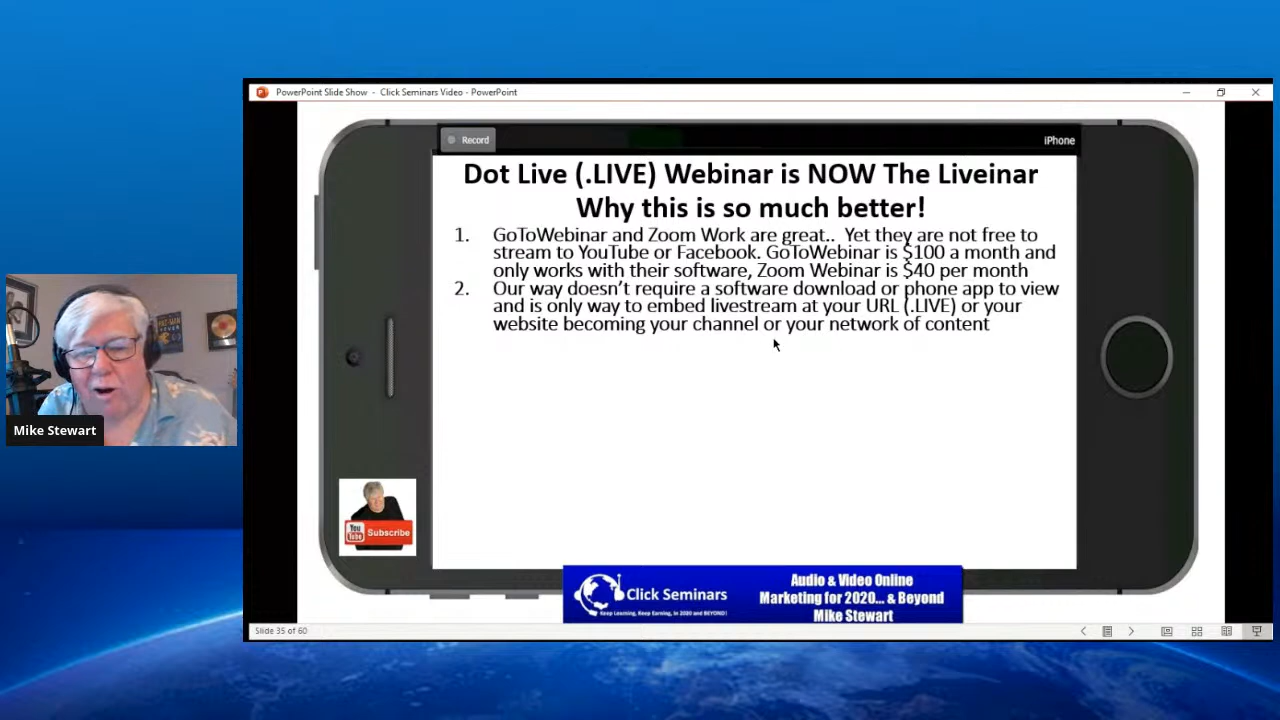 PowerPoint Slide Show - Click Seminars Video - PowerPoint
Record
iPhone
Dot Live (.LIVE) Webinar is NOW The Liveinar
Why this is so much better!
1. GoToWebinar and Zoom Work are great.. Yet they are not free to
stream to YouTube or Facebook. GoToWebinar is $100 a month and
only works with their software, Zoom Webinar is $40 per month
2. Our way doesn't require a software download or phone app to view
and is only way to embed livestream at your URL (.LIVE) or your
website becoming your channel or your network of content
Mike Stewart
You
Tube
Subscribe
Click Seminars
Keep Learning, Keep Earning, in 2020 and BEYOND!
Audio & Video Online
Marketing for 2020... & Beyond
Mike Stewart
Slide 35 of 60